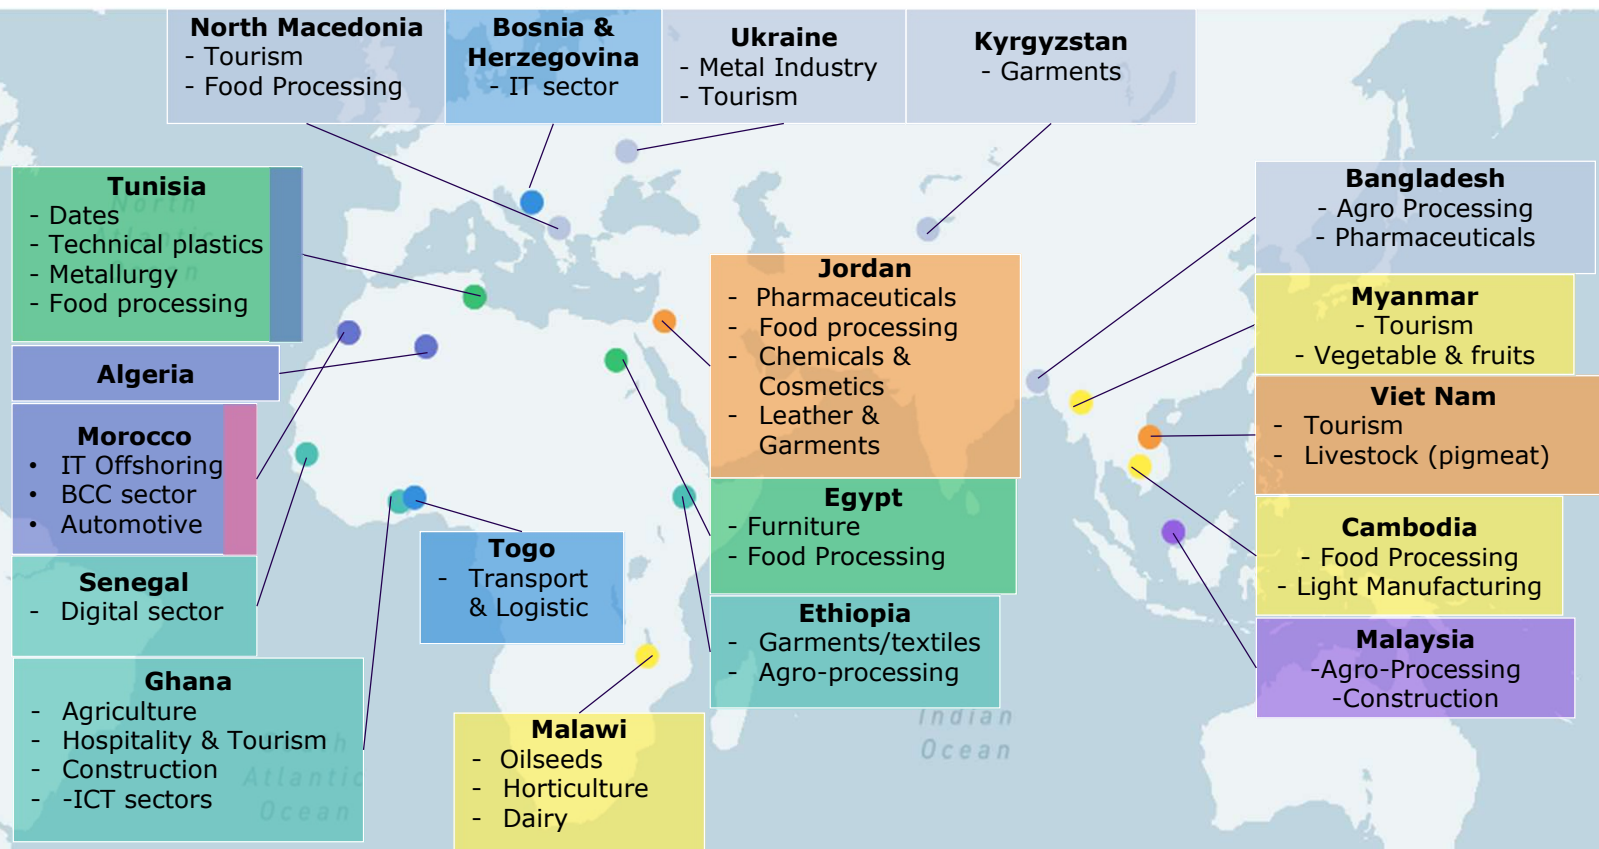 North Macedonia
- Tourism
- Food Processing
Bosnia &
Herzegovina
- IT sector
Ukraine
- Metal Industry
- Tourism
Kyrgyzstan
- Garments
Tunisia
- Dates
- Technical plastics
- Metallurgy
- Food processing
North
Atlantic
Ocean
Algeria
Morocco
• IT Offshoring
• BCC sector
• Automotive
Senegal
- Digital sector
Ghana
- Agriculture
- Hospitality & Tourism
- Construction
- -ICT sectors
South
Atlantic
Ocean
Togo
- Transport
& Logistic
Malawi
- Oilseeds
- Horticulture
- Dairy
Jordan
- Pharmaceuticals
- Food processing
- Chemicals &
Cosmetics
- Leather &
Garments
Egypt
- Furniture
- Food Processing
Ethiopia
- Garments/textiles
- Agro-processing
Indian
Ocean
Bangladesh
- Agro Processing
- Pharmaceuticals
Myanmar
- Tourism
- Vegetable & fruits
Viet Nam
- Tourism
- Livestock (pigmeat)
Cambodia
- Food Processing
- Light Manufacturing
Malaysia
-Agro-Processing
-Construction